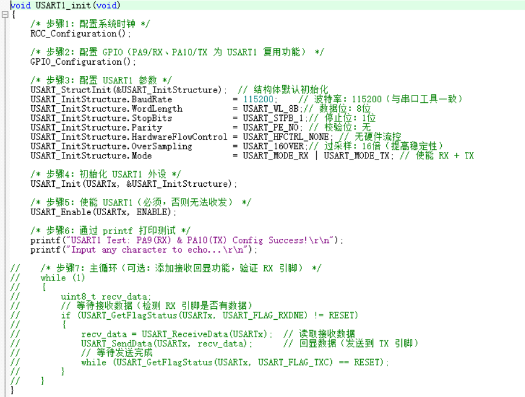 void USART1_init(void)
{
/* 步骤1：配置系统时钟 */
RCC_Configuration();
/* 步骤2：配置 GPIO（PA9/RX、PA10/TX 为 USART1 复用功能） */
GPIO_Configuration();
/* 步骤3：配置 USART1 参数 */
USART_StructInit(&USART_InitStructure); // 结构体默认初始化
USART_InitStructure.BaudRate = 115200; // 波特率：115200（与串口工具一致）
USART_InitStructure.WordLength = USART_WL_8B;// 数据位：8位
USART_InitStructure.StopBits = USART_STPB_1;// 停止位：1位
USART_InitStructure.Parity = USART_PE_NO; // 校验位：无
USART_InitStructure.HardwareFlowControl = USART_HFCTRL_NONE; // 无硬件流控
USART_InitStructure.OverSampling = USART_16OVER;// 过采样：16倍（提高稳定性）
USART_InitStructure.Mode = USART_MODE_RX | USART_MODE_TX; // 使能 RX + TX
/* 步骤4：初始化 USART1 外设 */
USART_Init(USARTx, &USART_InitStructure);
/* 步骤5：使能 USART1（必须，否则无法收发） */
USART_Enable(USARTx, ENABLE);
/* 步骤6：通过 printf 打印测试 */
printf("USART1 Test: PA9(RX) & PA10(TX) Config Success!\r\n");
printf("Input any character to echo...\r\n");
// /* 步骤7：主循环（可选：添加接收回显功能，验证 RX 引脚） */
// while (1)
// {
// uint8_t recv_data;
// // 等待接收数据（检测 RX 引脚是否有数据）
// if (USART_GetFlagStatus(USARTx, USART_FLAG_RXDNE) != RESET)
// {
// recv_data = USART_ReceiveData(USARTx); // 读取接收数据
// USART_SendData(USARTx, recv_data); // 回显数据（发送到 TX 引脚）
// // 等待发送完成
// while (USART_GetFlagStatus(USARTx, USART_FLAG_TXC) == RESET);
// }
// }
}